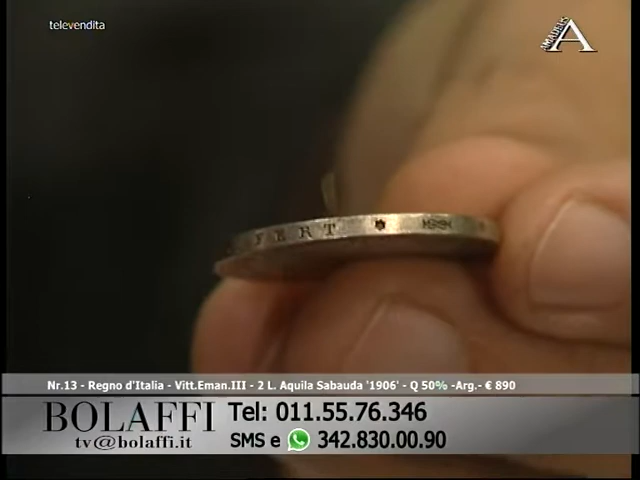 televendita
AMADEUS
A
FERT
Nr.13 - Regno d'Italia - Vitt.Eman.III - 2 L. Aquila Sabauda '1906' - Q 50% -Arg.- € 890
BOLAFFI
tv@bolaffi.it
Tel: 011.55.76.346
SMS e 342.830.00.90